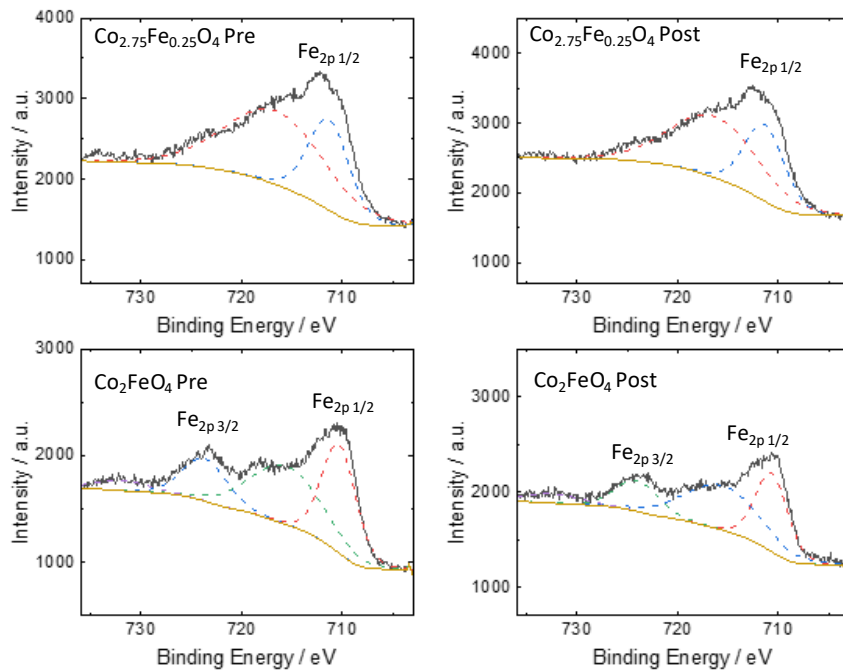 Co₂.₇₅Fe₀.₂₅O₄ Pre
Fe₂ₚ ₁/₂
4000
3000
2000
1000
Intensity / a.u.
730
720
710
Binding Energy / eV
Co₂.₇₅Fe₀.₂₅O₄ Post
Fe₂ₚ ₁/₂
4000
3000
2000
Intensity / a.u.
730
720
710
Binding Energy / eV
Co₂FeO₄ Pre
Fe₂ₚ ₃/₂
Fe₂ₚ ₁/₂
3000
2000
1000
Intensity / a.u.
730
720
710
Binding Energy / eV
Co₂FeO₄ Post
Fe₂ₚ ₃/₂
Fe₂ₚ ₁/₂
3000
2000
1000
Intensity / a.u.
730
720
710
Binding Energy / eV